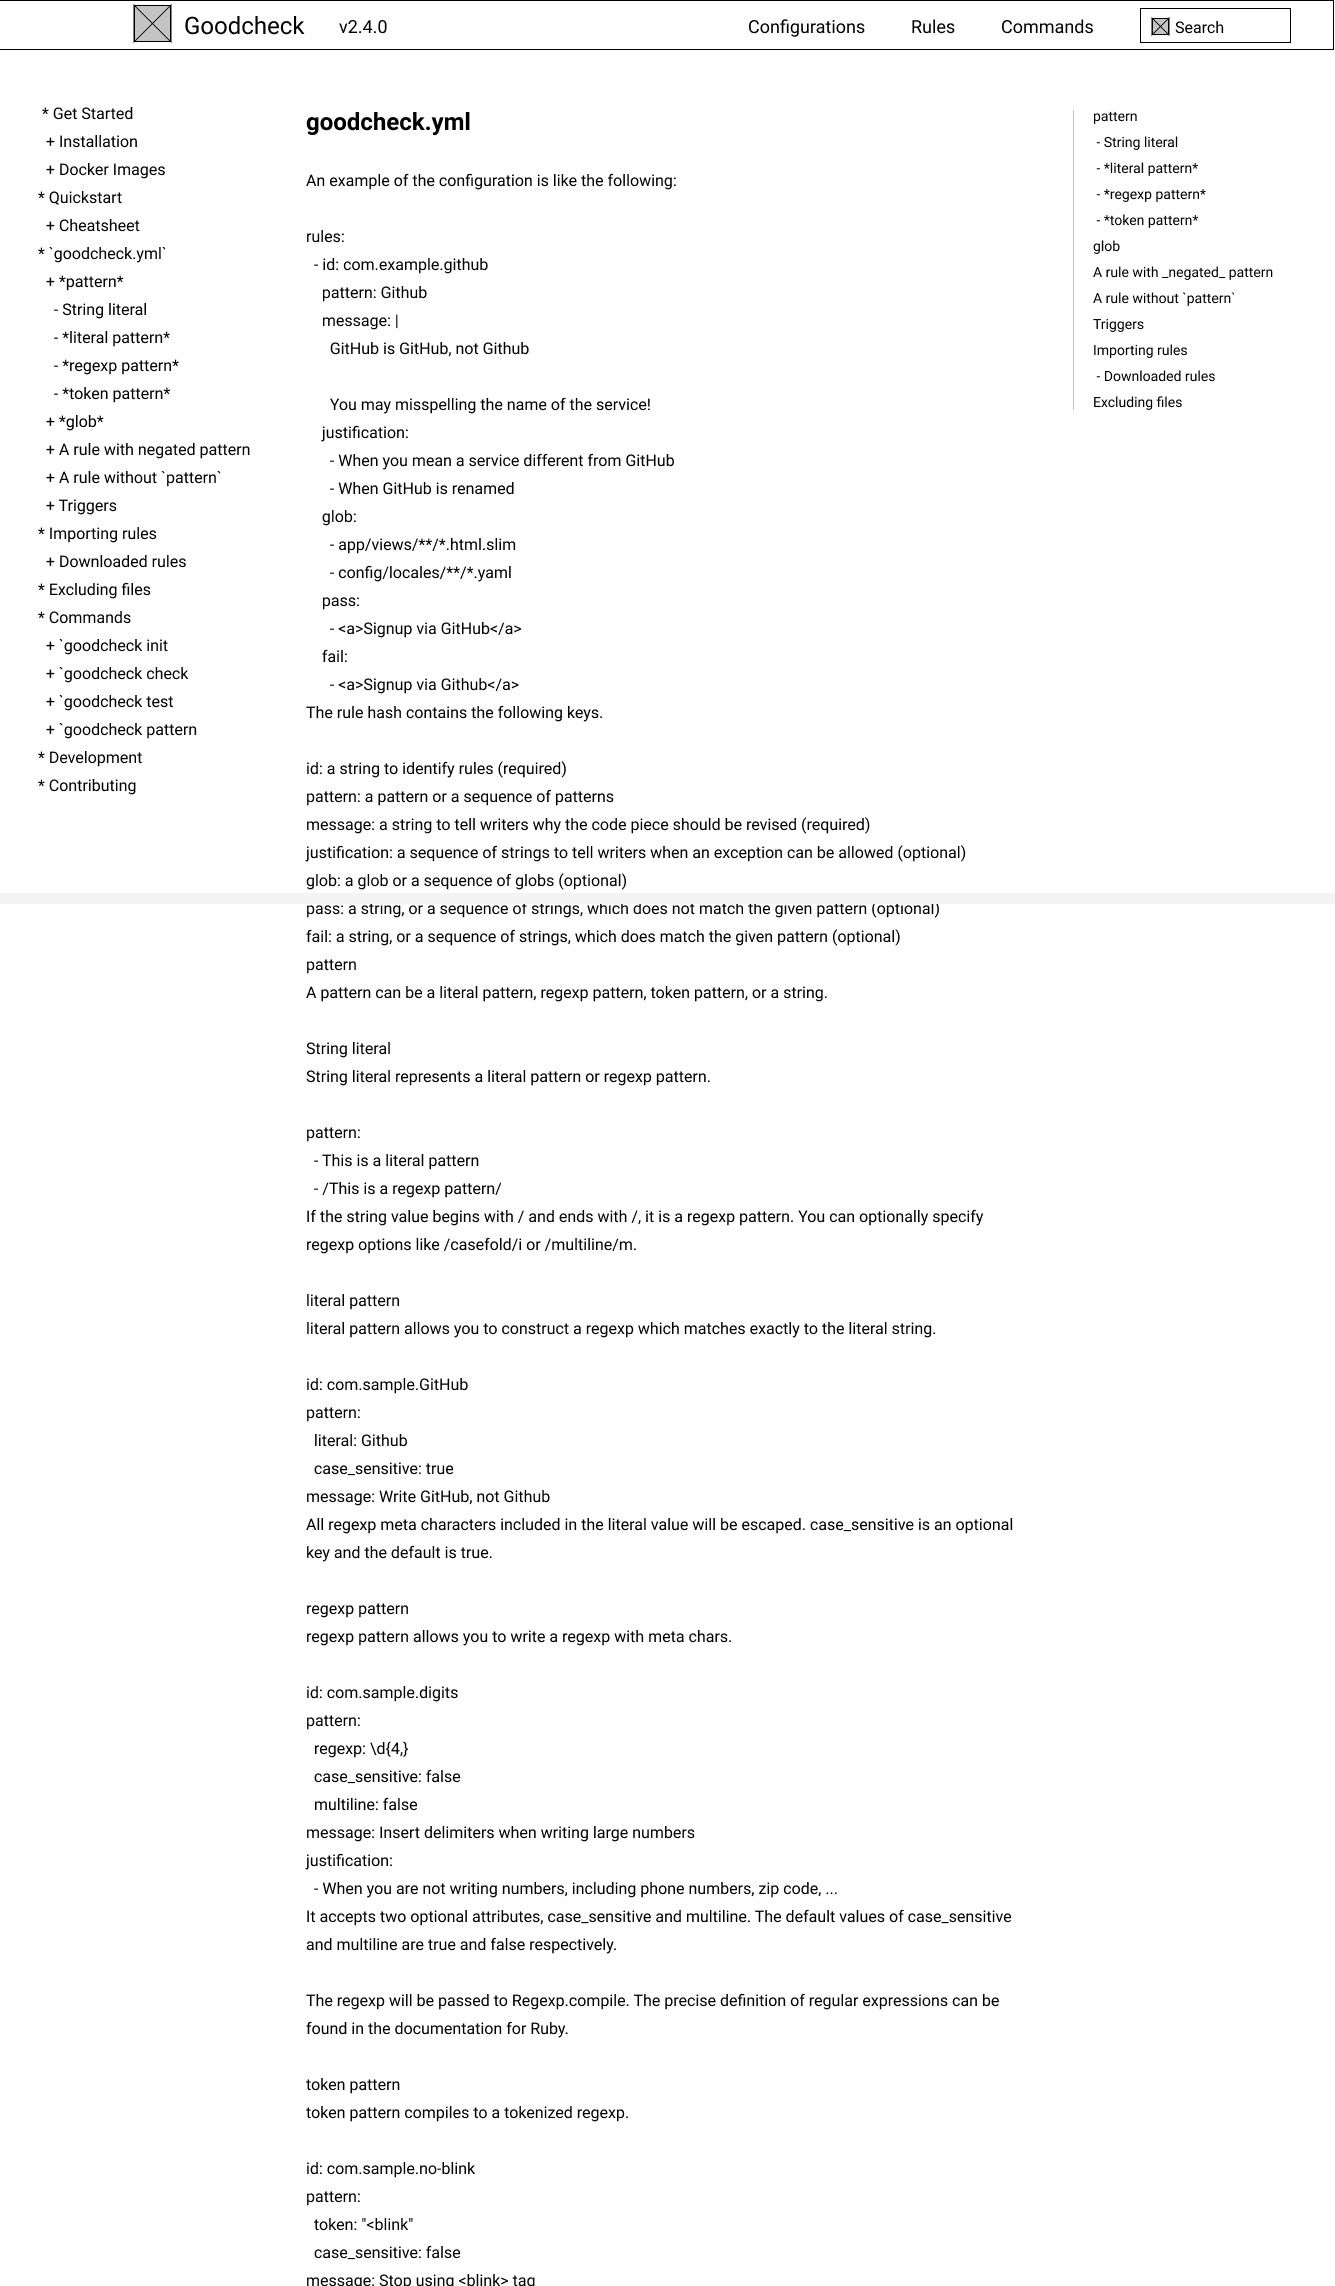 Goodcheck v2.4.0 Configurations Rules Commands Search
* Get Started
+ Installation
+ Docker Images
* Quickstart
+ Cheatsheet
* `goodcheck.yml`
+ *pattern*
- String literal
- *literal pattern*
- *regexp pattern*
- *token pattern*
+ *glob*
+ A rule with negated pattern
+ A rule without `pattern`
+ Triggers
* Importing rules
+ Downloaded rules
* Excluding files
* Commands
+ `goodcheck init
+ `goodcheck check
+ `goodcheck test
+ `goodcheck pattern
* Development
* Contributing
goodcheck.yml
An example of the configuration is like the following:
rules:
- id: com.example.github
pattern: Github
message: |
GitHub is GitHub, not Github
You may misspelling the name of the service!
justification:
- When you mean a service different from GitHub
- When GitHub is renamed
glob:
- app/views/**/*.html.slim
- config/locales/**/*.yaml
pass:
- <a>Signup via GitHub</a>
fail:
- <a>Signup via Github</a>
The rule hash contains the following keys.
id: a string to identify rules (required)
pattern: a pattern or a sequence of patterns
message: a string to tell writers why the code piece should be revised (required)
justification: a sequence of strings to tell writers when an exception can be allowed (optional)
glob: a glob or a sequence of globs (optional)
pass: a string, or a sequence of strings, which does not match the given pattern (optional)
fail: a string, or a sequence of strings, which does match the given pattern (optional)
pattern
A pattern can be a literal pattern, regexp pattern, token pattern, or a string.
String literal
String literal represents a literal pattern or regexp pattern.
pattern:
- This is a literal pattern
- /This is a regexp pattern/
If the string value begins with / and ends with /, it is a regexp pattern. You can optionally specify
regexp options like /casefold/i or /multiline/m.
literal pattern
literal pattern allows you to construct a regexp which matches exactly to the literal string.
id: com.sample.GitHub
pattern:
literal: Github
case_sensitive: true
message: Write GitHub, not Github
All regexp meta characters included in the literal value will be escaped. case_sensitive is an optional
key and the default is true.
regexp pattern
regexp pattern allows you to write a regexp with meta chars.
id: com.sample.digits
pattern:
regexp: \d{4,}
case_sensitive: false
multiline: false
message: Insert delimiters when writing large numbers
justification:
- When you are not writing numbers, including phone numbers, zip code, ...
It accepts two optional attributes, case_sensitive and multiline. The default values of case_sensitive
and multiline are true and false respectively.
The regexp will be passed to Regexp.compile. The precise definition of regular expressions can be
found in the documentation for Ruby.
token pattern
token pattern compiles to a tokenized regexp.
id: com.sample.no-blink
pattern:
token: "<blink"
case_sensitive: false
message: Stop using <blink> tag
pattern
- String literal
- *literal pattern*
- *regexp pattern*
- *token pattern*
glob
A rule with _negated_ pattern
A rule without `pattern`
Triggers
Importing rules
- Downloaded rules
Excluding files